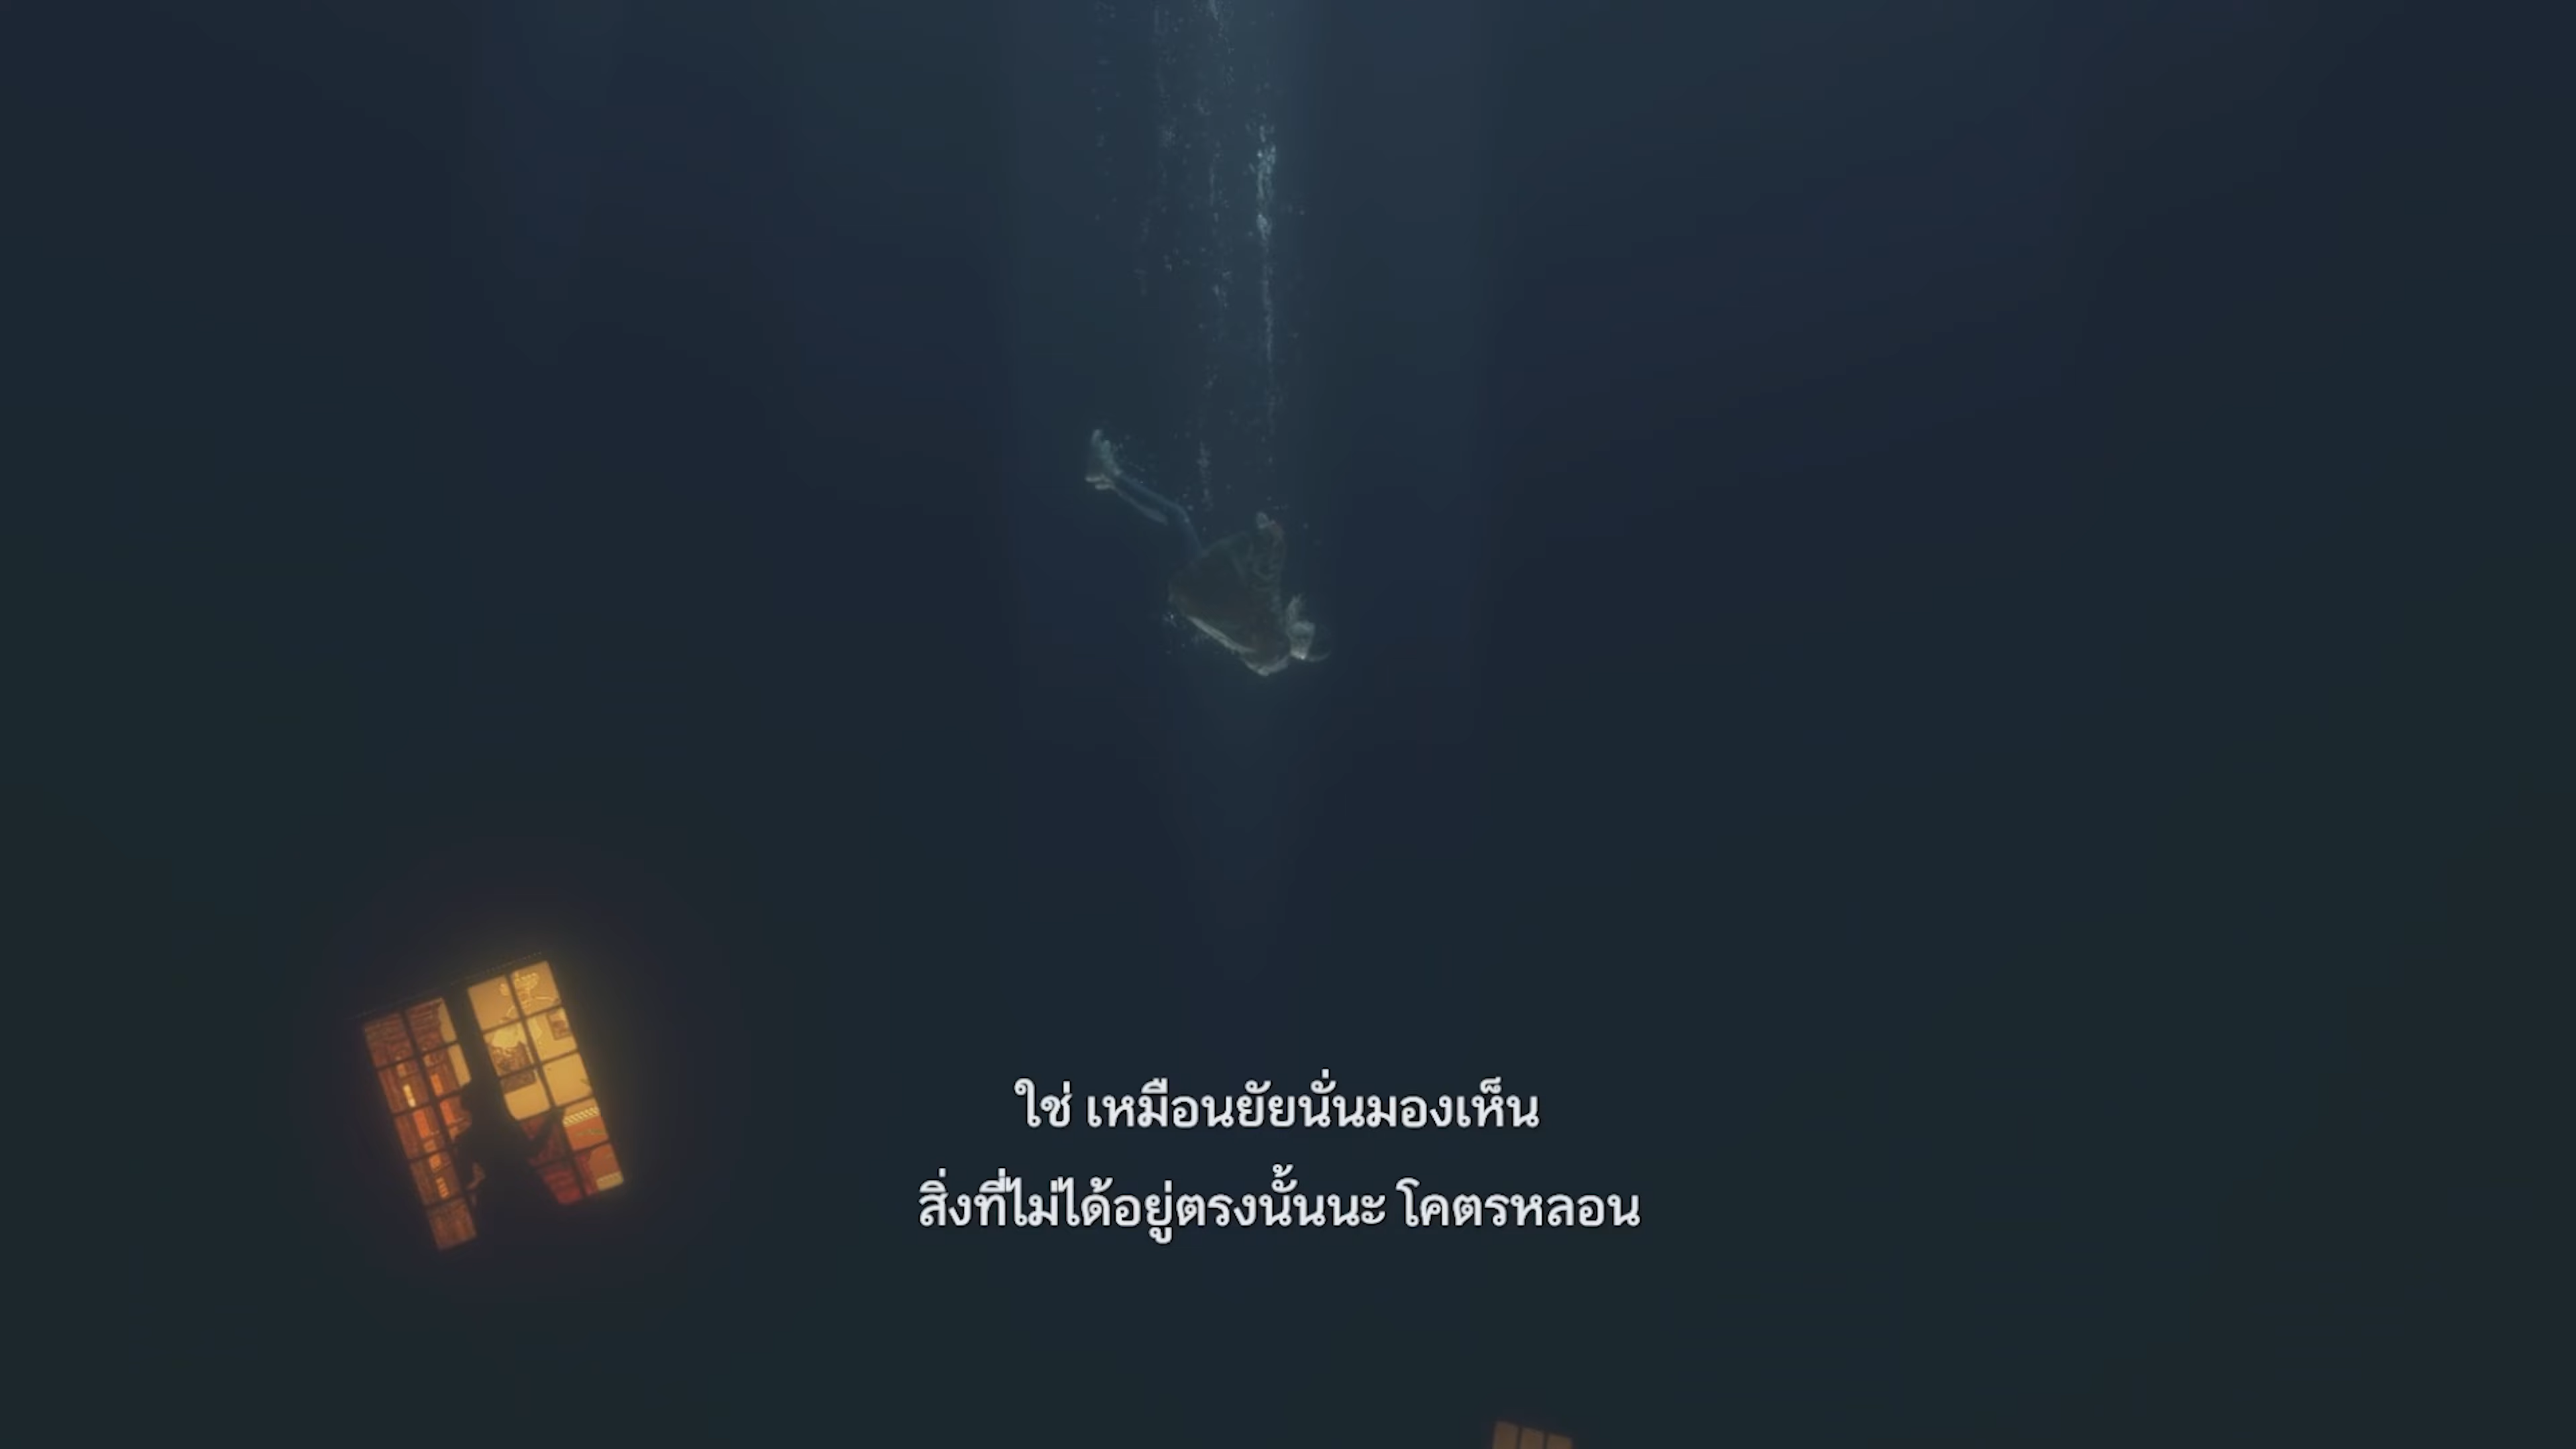 ใช่ เหมือนยัยนั่นมองเห็น
สิ่งที่ไม่ได้อยู่ตรงนั้นนะ โคตรหลอน